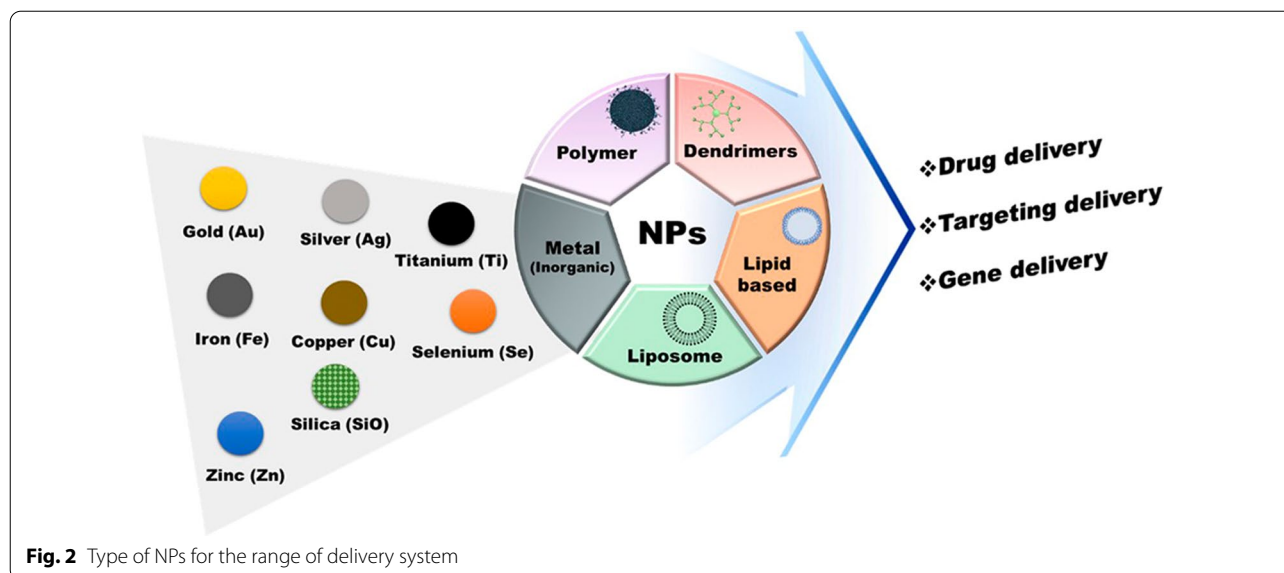 Polymer
Dendrimers
NPs
Metal
(Inorganic)
Lipid
based
Liposome
Gold (Au)
Silver (Ag)
Titanium (Ti)
Iron (Fe)
Copper (Cu)
Selenium (Se)
Silica (SiO)
Zinc (Zn)
❖Drug delivery
❖Targeting delivery
❖Gene delivery
Fig. 2 Type of NPs for the range of delivery system